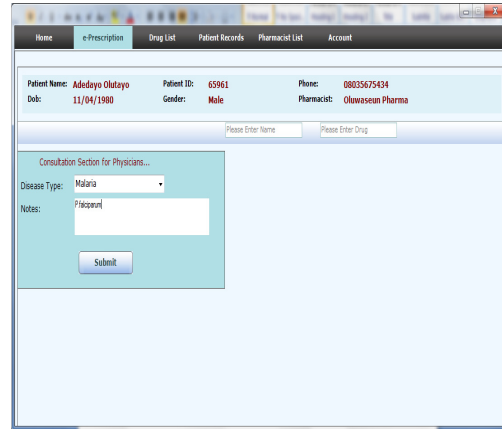 Home e-Prescription Drug List Patient Records Pharmacist List Account
Patient Name: Adedayo Olutayo Patient ID: 65961 Phone: 08035675434
Dob: 11/04/1980 Gender: Male Pharmacist: Oluwaseun Pharma
Please Enter Name Please Enter Drug
Consultation Section for Physicians...
Disease Type: Malaria
Notes: P.falciparum
Submit